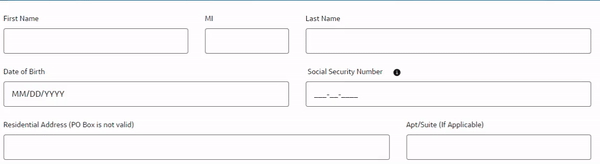 First Name MI Last Name
Date of Birth Social Security Number i
MM/DD/YYYY ___-__-____
Residential Address (PO Box is not valid) Apt/Suite (If Applicable)